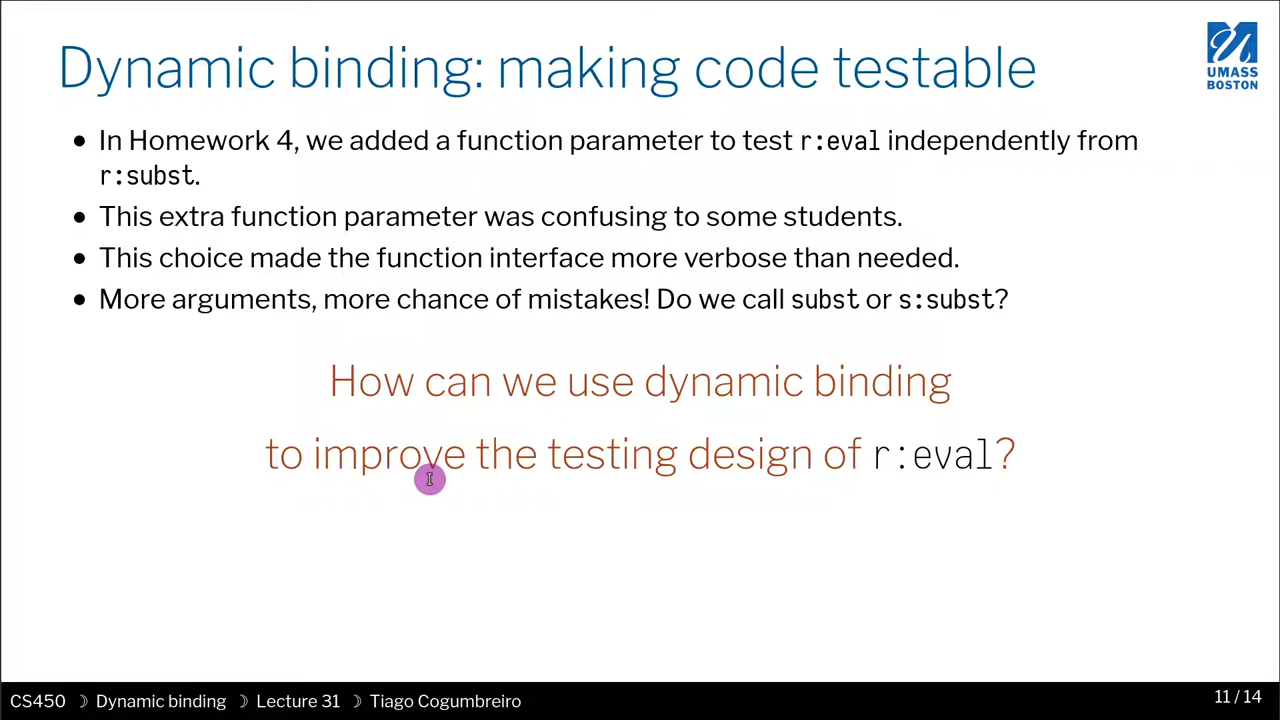 Dynamic binding: making code testable
UMASS
BOSTON
• In Homework 4, we added a function parameter to test r:eval independently from
r:subst.
• This extra function parameter was confusing to some students.
• This choice made the function interface more verbose than needed.
• More arguments, more chance of mistakes! Do we call subst or s:subst?
How can we use dynamic binding
to improve the testing design of r:eval?
CS450 ☽ Dynamic binding ☽ Lecture 31 ☽ Tiago Cogumbreiro
11 / 14